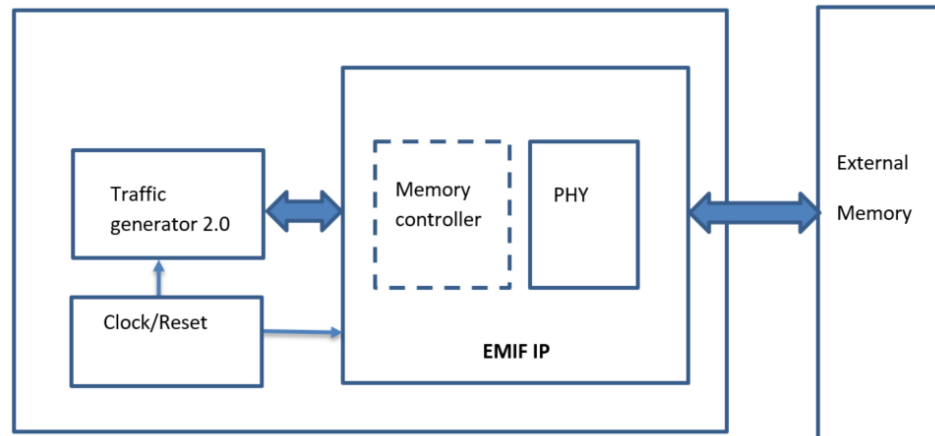 Traffic
generator 2.0
Memory
controller
PHY
External
Memory
Clock/Reset
EMIF IP